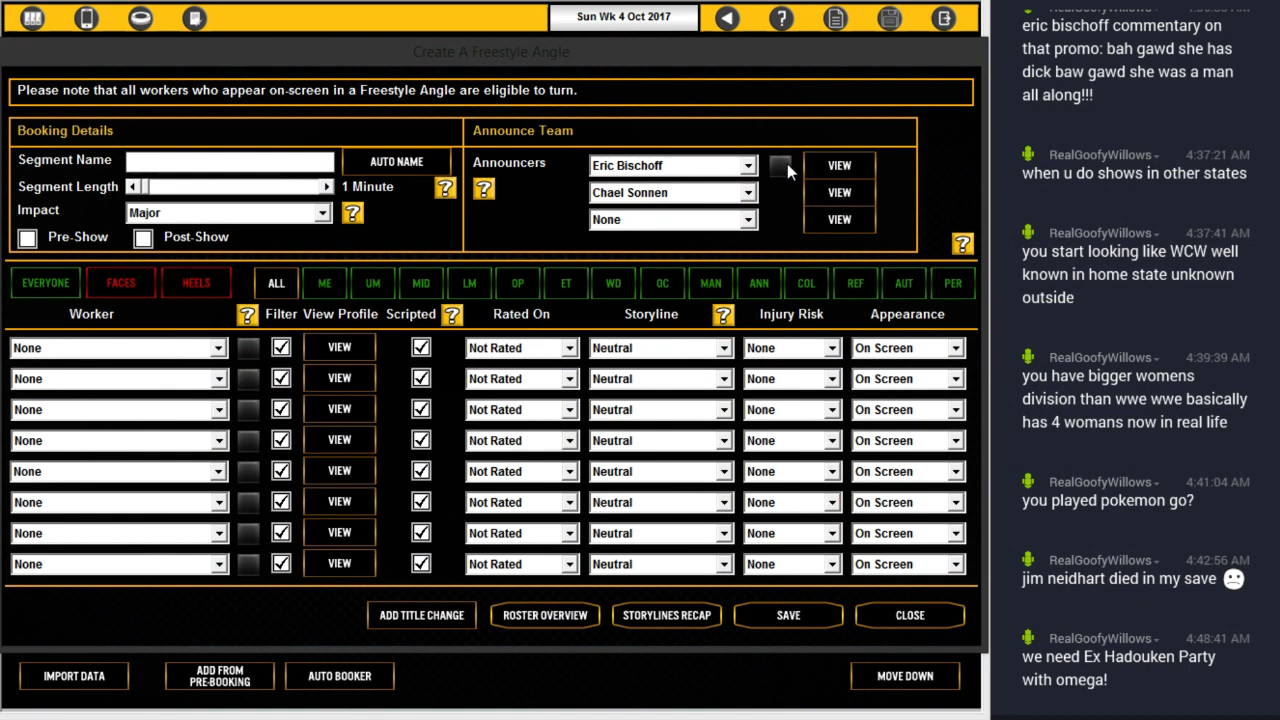 Sun Wk 4 Oct 2017
Create A Freestyle Angle
Please note that all workers who appear on-screen in a Freestyle Angle are eligible to turn.
Booking Details
Announce Team
Segment Name
AUTO NAME
Announcers
Eric Bischoff
VIEW
Segment Length
1 Minute
Chael Sonnen
VIEW
Impact
Major
None
VIEW
Pre-Show
Post-Show
EVERYONE FACES HEELS ALL ME UM MID LM OP ET WD OC MAN ANN COL REF AUT PER
Worker Filter View Profile Scripted Rated On Storyline Injury Risk Appearance
None VIEW Not Rated Neutral None On Screen
None VIEW Not Rated Neutral None On Screen
None VIEW Not Rated Neutral None On Screen
None VIEW Not Rated Neutral None On Screen
None VIEW Not Rated Neutral None On Screen
None VIEW Not Rated Neutral None On Screen
None VIEW Not Rated Neutral None On Screen
None VIEW Not Rated Neutral None On Screen
ADD TITLE CHANGE ROSTER OVERVIEW STORYLINES RECAP SAVE CLOSE
IMPORT DATA
ADD FROM
PRE-BOOKING
AUTO BOOKER
MOVE DOWN
eric bischoff commentary on
that promo: bah gawd she has
dick baw gawd she was a man
all along!!!
RealGoofyWillows 4:37:21 AM
when u do shows in other states
RealGoofyWillows 4:37:41 AM
you start looking like WCW well
known in home state unknown
outside
RealGoofyWillows 4:39:39 AM
you have bigger womens
division than wwe wwe basically
has 4 womans now in real life
RealGoofyWillows 4:41:04 AM
you played pokemon go?
RealGoofyWillows 4:42:56 AM
jim neidhart died in my save
RealGoofyWillows 4:48:41 AM
we need Ex Hadouken Party
with omega!